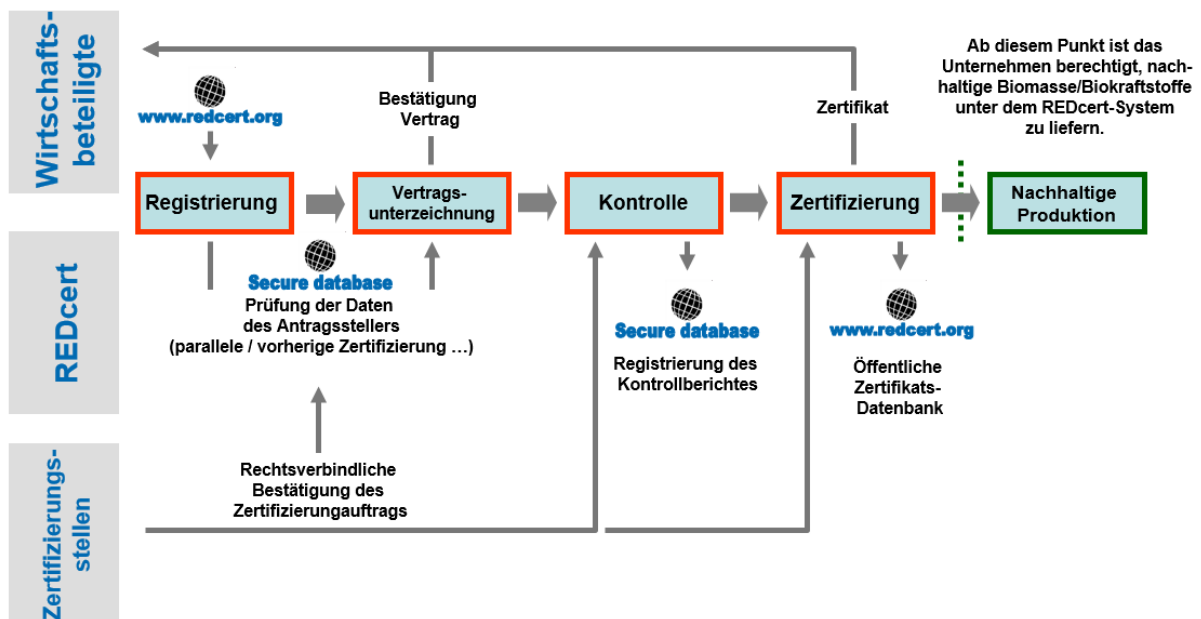 Wirtschafts-
beteiligte
www.redcert.org
Bestätigung
Vertrag
Zertifikat
Ab diesem Punkt ist das
Unternehmen berechtigt, nach-
haltige Biomasse/Biokraftstoffe
unter dem REDcert-System
zu liefern.
Registrierung
Vertrags-
unterzeichnung
Kontrolle
Zertifizierung
Nachhaltige
Produktion
REDcert
Secure database
Prüfung der Daten
des Antragsstellers
(parallele / vorherige Zertifizierung ...)
Secure database
Registrierung des
Kontrollberichtes
www.redcert.org
Öffentliche
Zertifikats-
Datenbank
Zertifizierungs-
stellen
Rechtsverbindliche
Bestätigung des
Zertifizierungauftrags